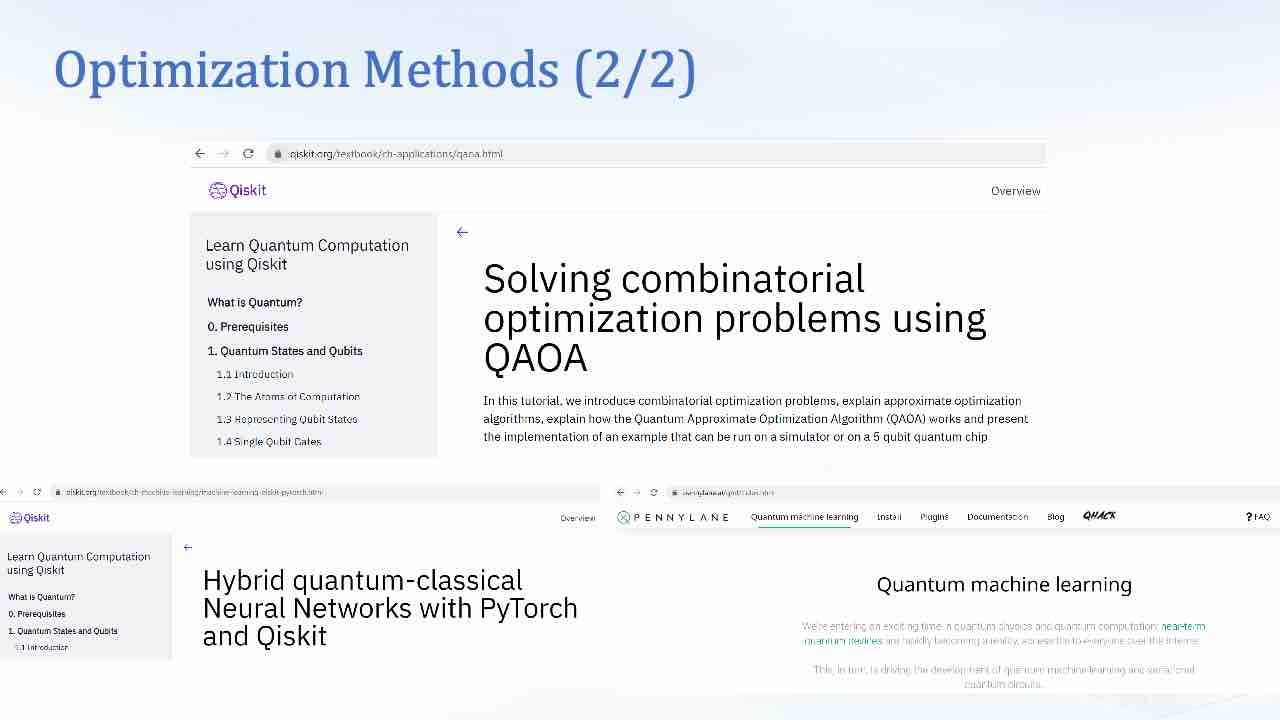 Optimization Methods (2/2)
qiskit.org/textbook/ch-applications/qaoa.html
Qiskit
Overview
Learn Quantum Computation
using Qiskit
What is Quantum?
0. Prerequisites
1. Quantum States and Qubits
1.1 Introduction
1.2 The Atoms of Computation
1.3 Representing Qubit States
1.4 Single Qubit Gates
Solving combinatorial
optimization problems using
QAOA
In this tutorial, we introduce combinatorial optimization problems, explain approximate optimization
algorithms, explain how the Quantum Approximate Optimization Algorithm (QAOA) works and present
the implementation of an example that can be run on a simulator or on a 5 qubit quantum chip
qiskit.org/textbook/ch-machine-learning/machine-learning-qiskit-pytorch.html
Qiskit
Overview
Learn Quantum Computation
using Qiskit
What is Quantum?
0. Prerequisites
1. Quantum States and Qubits
1.1 Introduction
Hybrid quantum-classical
Neural Networks with PyTorch
and Qiskit
PENNYLANE
Quantum machine learning
Install
Plugins
Documentation
Blog
QHACK
? FAQ
Quantum machine learning
We're entering an exciting time in quantum physics and quantum computation: near-term
quantum devices are rapidly becoming a reality, accessible to everyone over the internet.
This, in turn, is driving the development of quantum machine learning and variational
quantum circuits.